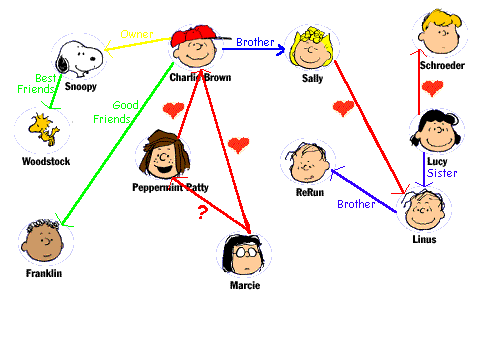 Owner
Brother
Snoopy
Charlie Brown
Sally
Schroeder
Best
Friends
Good
Friends
Woodstock
Lucy
Sister
Peppermint Patty
ReRun
Brother
?
Linus
Franklin
Marcie